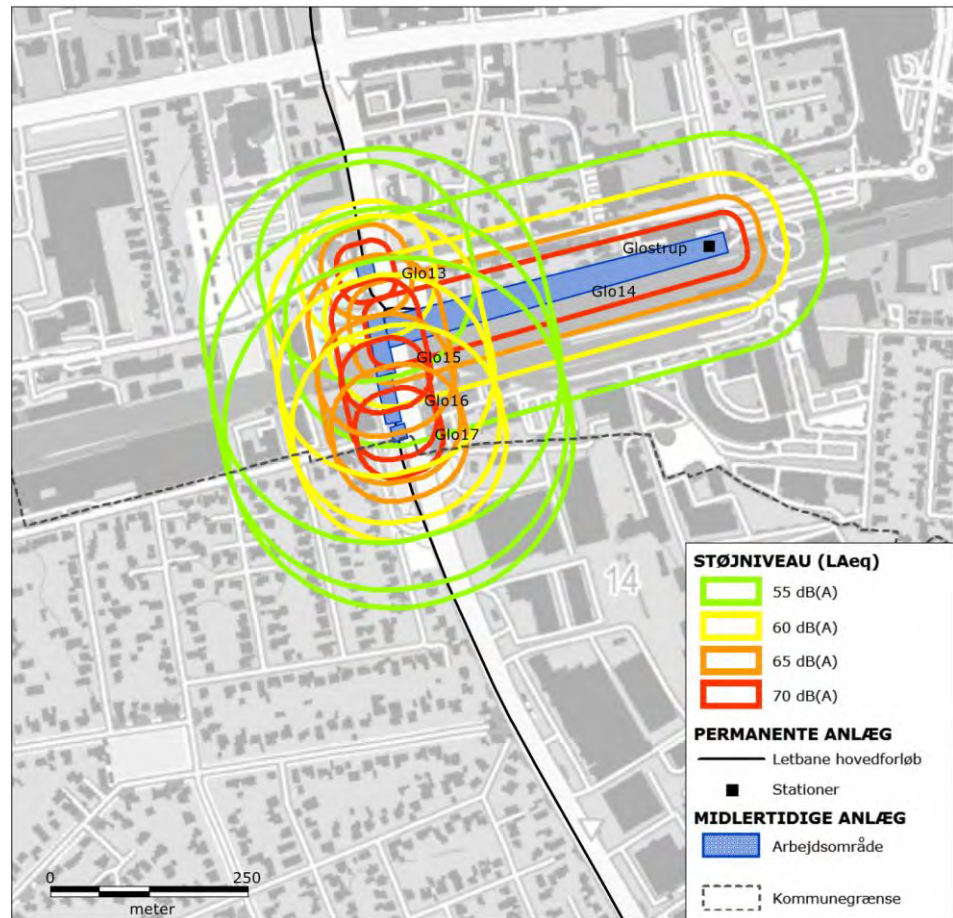 Glostrup
Glo13
Glo14
Glo15
Glo16
Glo17
14
STØJNIVEAU (LAeq)
55 dB(A)
60 dB(A)
65 dB(A)
70 dB(A)
PERMANENTE ANLÆG
Letbane hovedforløb
Stationer
MIDLERTIDIGE ANLÆG
Arbejdsområde
Kommunegrænse
0 250
meter